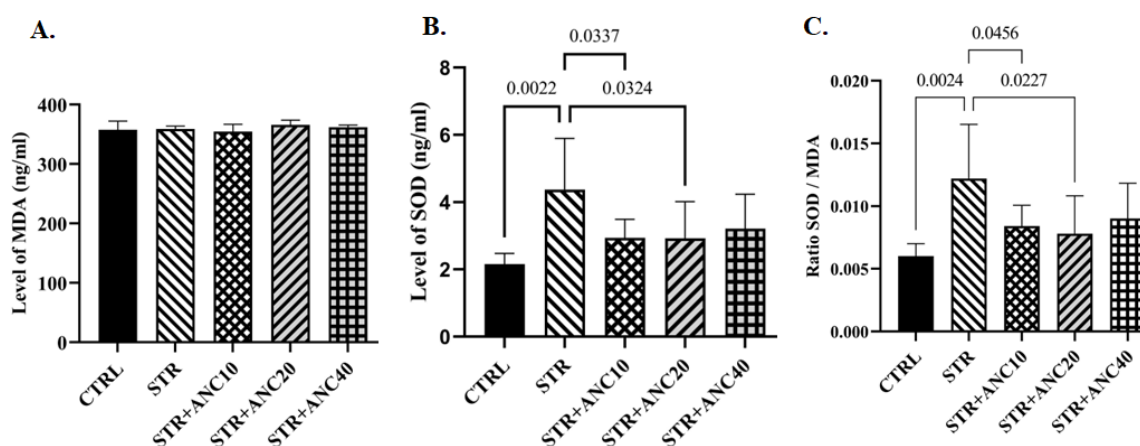 A.
Level of MDA (ng/ml)
400
300
200
100
0
CTRL
STR
STR+ANC10
STR+ANC20
STR+ANC40
B.
Level of SOD (ng/ml)
8
6
4
2
0
0.0337
0.0022
0.0324
CTRL
STR
STR+ANC10
STR+ANC20
STR+ANC40
C.
Ratio SOD / MDA
0.020
0.015
0.010
0.005
0.000
0.0456
0.0024
0.0227
CTRL
STR
STR+ANC10
STR+ANC20
STR+ANC40